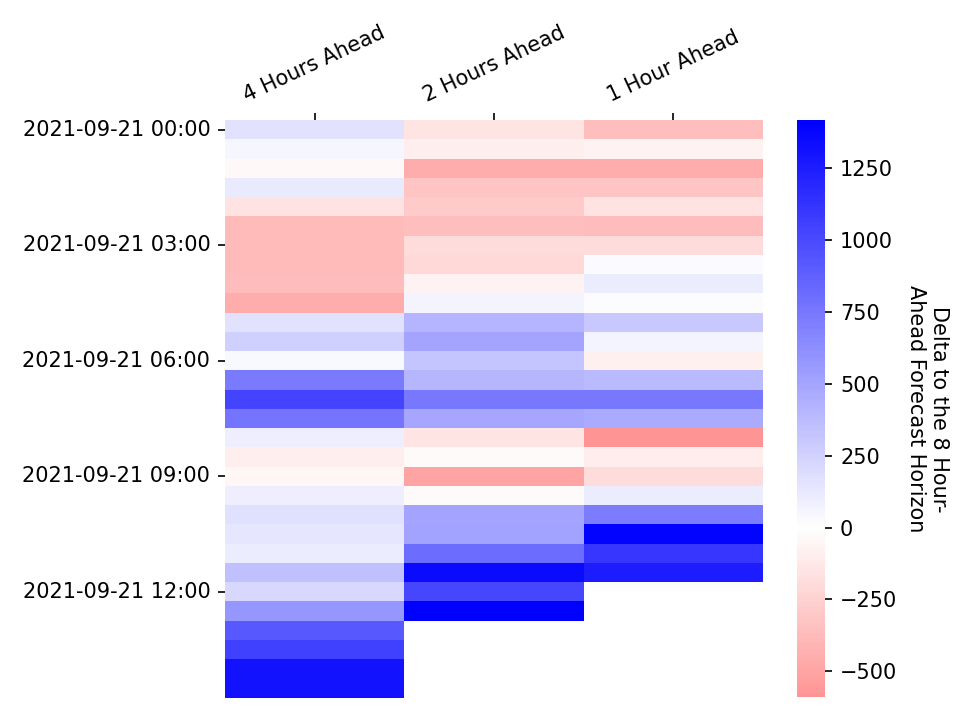 4 Hours Ahead
2 Hours Ahead
1 Hour Ahead
2021-09-21 00:00
2021-09-21 03:00
2021-09-21 06:00
2021-09-21 09:00
2021-09-21 12:00
1250
1000
750
500
250
0
−250
−500
Delta to the 8 Hour-
Ahead Forecast Horizon